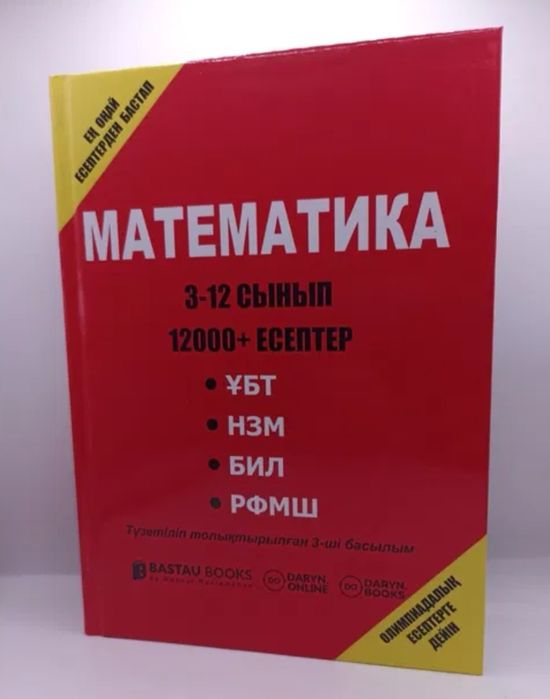 ЕҢ ОҢАЙ
ЕСЕПТЕРДЕН БАСТАП
МАТЕМАТИКА
3-12 СЫНЫП
12000+ ЕСЕПТЕР
• ҰБТ
• НЗМ
• БИЛ
• РФМШ
Түзетіліп толықтырылған 3-ші басылым
BASTAU BOOKS
DARYN.
ONLINE
DARYN.
BOOKS
ОЛИМПИАДАЛЫҚ
ЕСЕПТЕРГЕ
ДЕЙІН